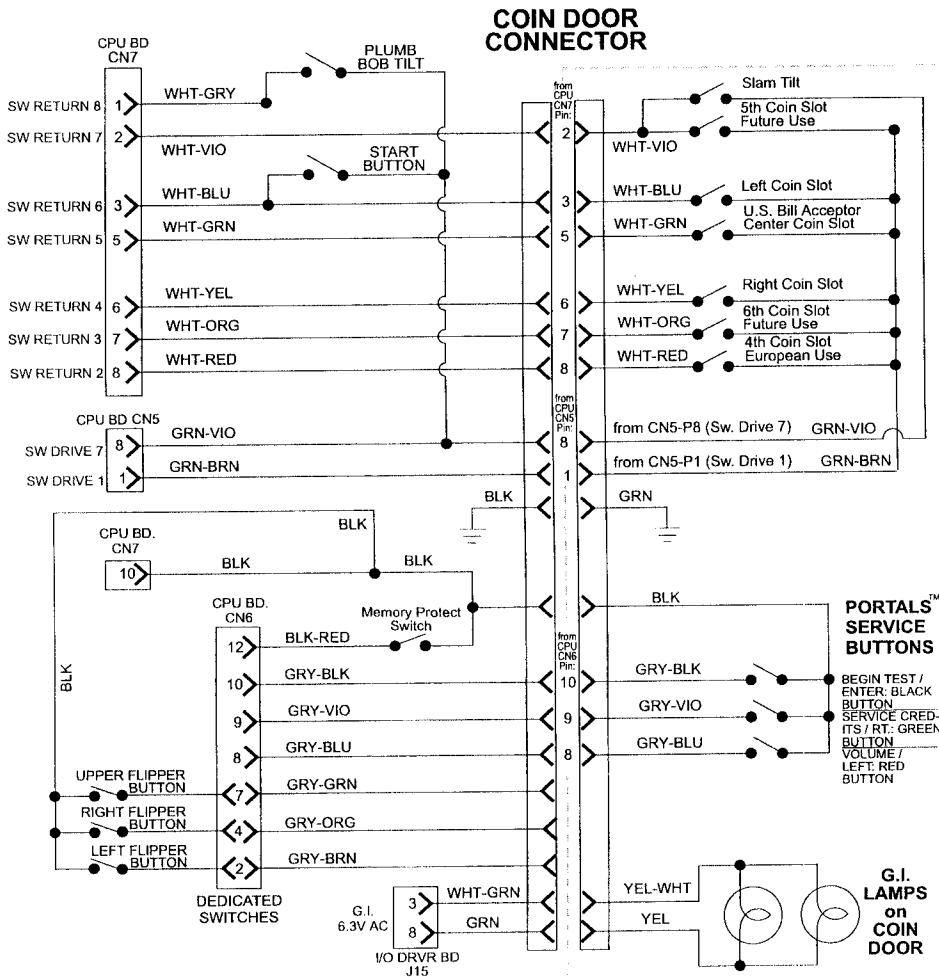 COIN DOOR
CONNECTOR
CPU BD
CN7
PLUMB
BOB TILT
SW RETURN 8
1
WHT-GRY
SW RETURN 7
2
WHT-VIO
START
BUTTON
SW RETURN 6
3
WHT-BLU
SW RETURN 5
5
WHT-GRN
SW RETURN 4
6
WHT-YEL
SW RETURN 3
7
WHT-ORG
SW RETURN 2
8
WHT-RED
from
CPU
CN7
Pin:
2
WHT-VIO
Slam Tilt
5th Coin Slot
Future Use
3
WHT-BLU
Left Coin Slot
5
WHT-GRN
U.S. Bill Acceptor
Center Coin Slot
6
WHT-YEL
Right Coin Slot
7
WHT-ORG
6th Coin Slot
Future Use
8
WHT-RED
4th Coin Slot
European Use
CPU BD CN5
SW DRIVE 7
8
GRN-VIO
SW DRIVE 1
1
GRN-BRN
from
CPU
CN5
Pin:
8
from CN5-P8 (Sw. Drive 7) GRN-VIO
1
from CN5-P1 (Sw. Drive 1) GRN-BRN
BLK
GRN
BLK
CPU BD.
CN7
10
BLK
BLK
BLK
CPU BD.
CN6
Memory Protect
Switch
12
BLK-RED
10
GRY-BLK
9
GRY-VIO
8
GRY-BLU
7
GRY-GRN
4
GRY-ORG
2
GRY-BRN
BLK
UPPER FLIPPER
BUTTON
RIGHT FLIPPER
BUTTON
LEFT FLIPPER
BUTTON
DEDICATED
SWITCHES
from
CPU
CN6
Pin:
10
GRY-BLK
9
GRY-VIO
8
GRY-BLU
PORTALS™
SERVICE
BUTTONS
BEGIN TEST /
ENTER: BLACK
BUTTON
SERVICE CRED-
ITS / RT.: GREEN
BUTTON
VOLUME /
LEFT: RED
BUTTON
G.I.
6.3V AC
3
WHT-GRN
8
GRN
I/O DRVR BD
J15
YEL-WHT
YEL
G.I.
LAMPS
on
COIN
DOOR